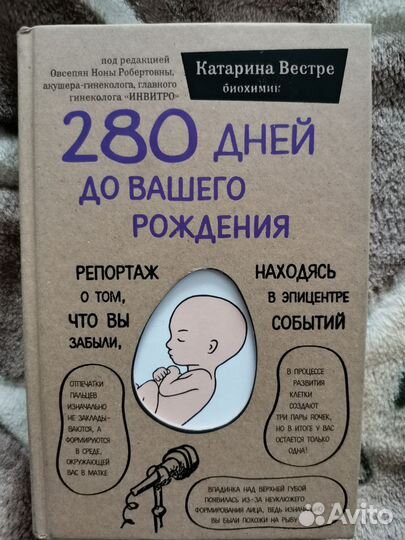 под редакцией
Овсепян Ноны Робертовны,
акушера-гинеколога, главного
гинеколога «ИНВИТРО»
Катарина Вестре
биохимик
280 ДНЕЙ
ДО ВАШЕГО
РОЖДЕНИЯ
РЕПОРТАЖ
О ТОМ,
ЧТО ВЫ
ЗАБЫЛИ,
НАХОДЯСЬ
В ЭПИЦЕНТРЕ
СОБЫТИЙ
ОТПЕЧАТКИ
ПАЛЬЦЕВ
ИЗНАЧАЛЬНО
НЕ ЗАКЛАДЫ-
ВАЮТСЯ, А
ФОРМИРУЮТСЯ
В СРЕДЕ,
ОКРУЖАЮЩЕЙ
ВАС В МАТКЕ
В ПРОЦЕССЕ
РАЗВИТИЯ
КЛЕТКИ
СОЗДАЮТ
ТРИ ПАРЫ ПОЧЕК,
НО В ИТОГЕ У ВАС
ОСТАЕТСЯ ТОЛЬКО
ОДНА!
ВПАДИНКА НАД ВЕРХНЕЙ ГУБОЙ
ПОЯВИЛАСЬ ИЗ-ЗА НЕУКЛЮЖЕГО
ФОРМИРОВАНИЯ ЛИЦА, ВЕДЬ ИЗНАЧАЛЬНО
ВЫ БЫЛИ ПОХОЖИ НА РЫБУ
Avito